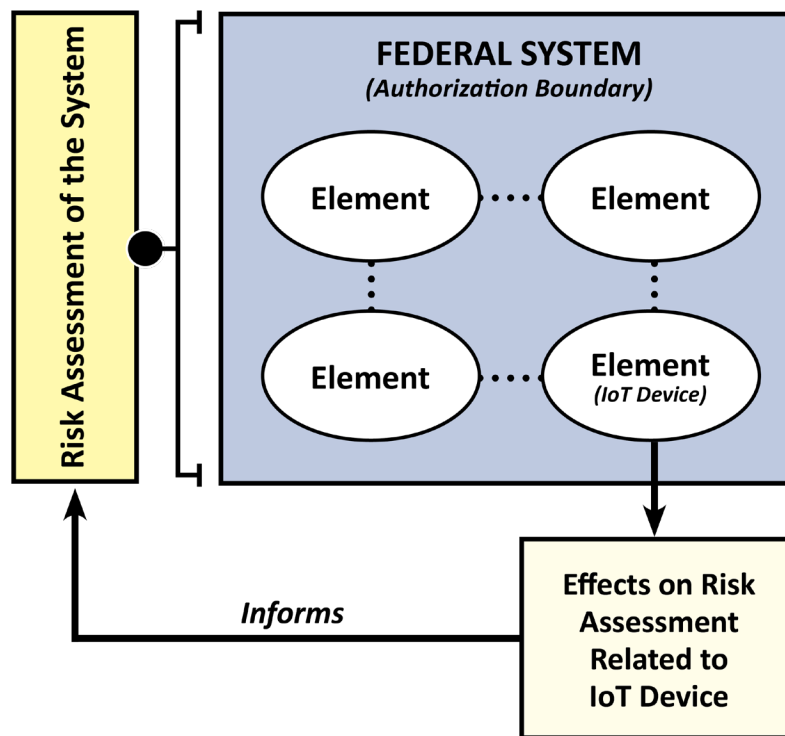 Risk Assessment of the System
FEDERAL SYSTEM
(Authorization Boundary)
Element
Element
Element
Element
(IoT Device)
Informs
Effects on Risk
Assessment
Related to
IoT Device